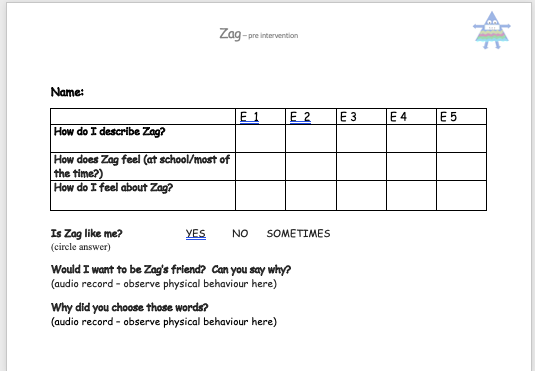 Zag – pre intervention
Name:
E 1 E 2 E 3 E 4 E 5
How do I describe Zag?
How does Zag feel (at school/most of
the time?)
How do I feel about Zag?
Is Zag like me? YES NO SOMETIMES
(circle answer)
Would I want to be Zag's friend? Can you say why?
(audio record – observe physical behaviour here)
Why did you choose those words?
(audio record – observe physical behaviour here)